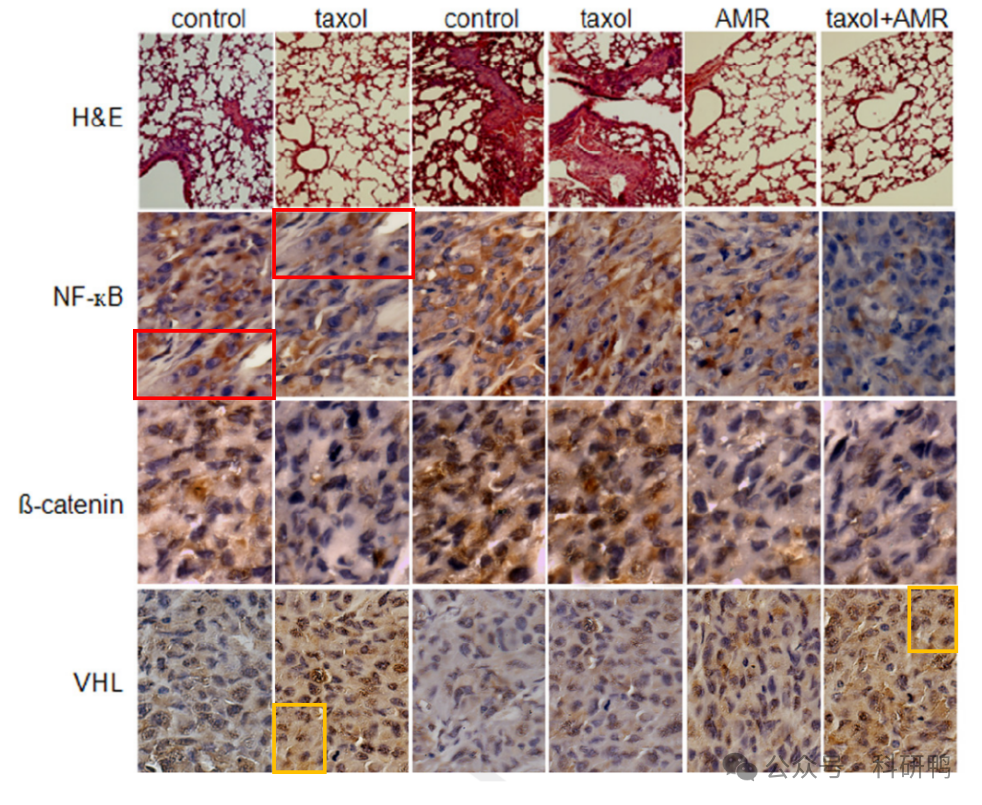 control taxol control taxol AMR taxol+AMR
H&E
NF-κB
ß-catenin
VHL
公众号 · 科研鸭